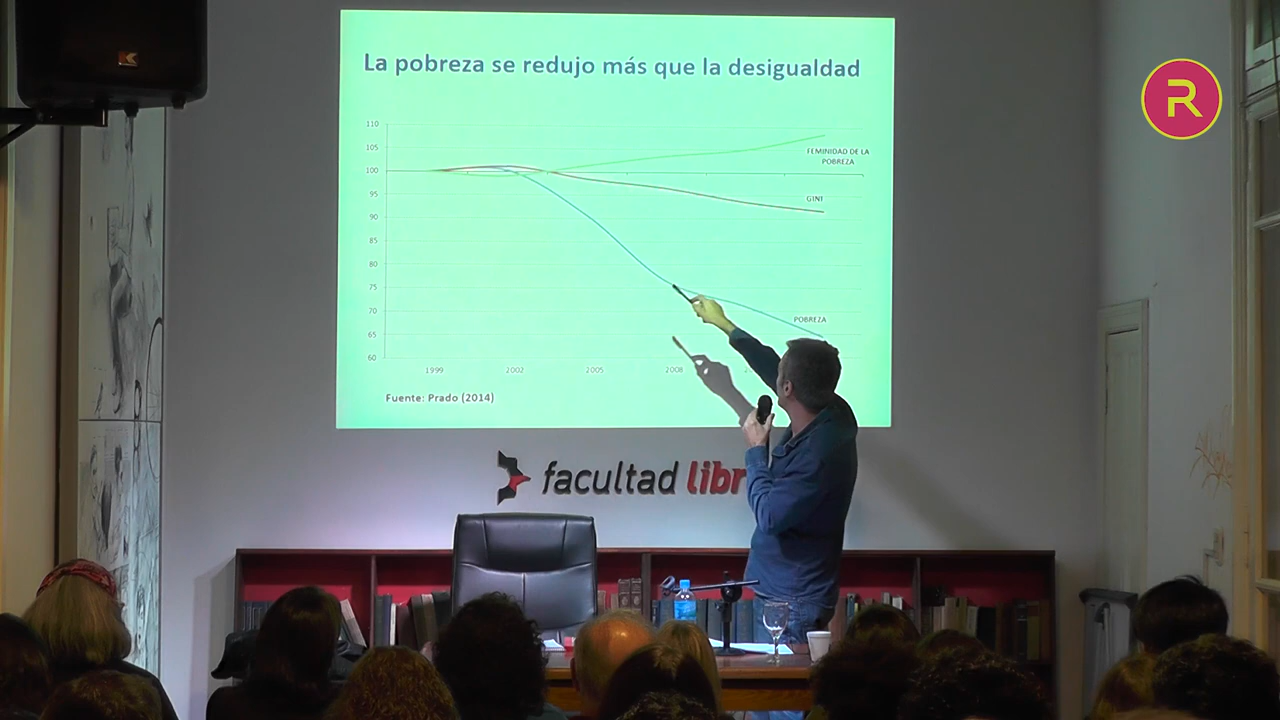 La pobreza se redujo más que la desigualdad
110
105
100
95
90
85
80
75
70
65
60
FEMINIDAD DE LA
POBREZA
GINI
POBREZA
1999
2002
2005
2008
Fuente: Prado (2014)
facultad libr
R